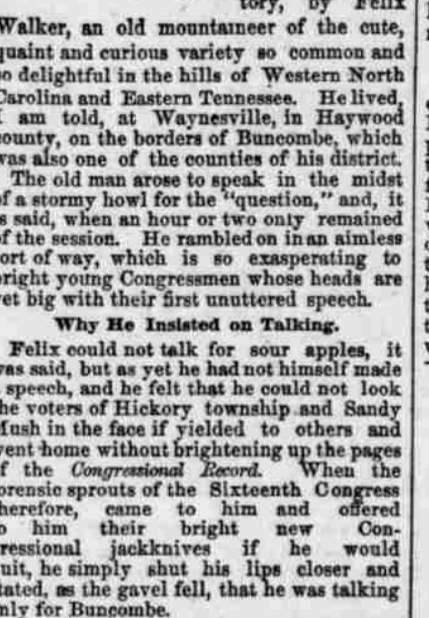 tory, by Felix
Walker, an old mountaineer of the cute,
quaint and curious variety so common and
so delightful in the hills of Western North
Carolina and Eastern Tennessee. He lived,
I am told, at Waynesville, in Haywood
county, on the borders of Buncombe, which
was also one of the counties of his district.
The old man arose to speak in the midst
of a stormy howl for the "question," and, it
is said, when an hour or two only remained
of the session. He rambled on in an aimless
sort of way, which is so exasperating to
bright young Congressmen whose heads are
yet big with their first unuttered speech.
Why He Insisted on Talking.
Felix could not talk for sour apples, it
was said, but as yet he had not himself made
a speech, and he felt that he could not look
the voters of Hickory township and Sandy
Mush in the face if yielded to others and
went home without brightening up the pages
of the Congressional Record. When the
forensic sprouts of the Sixteenth Congress
therefore, came to him and offered
to him their bright new Con-
gressional jackknives if he would
quit, he simply shut his lips closer and
stated, as the gavel fell, that he was talking
only for Buncombe.